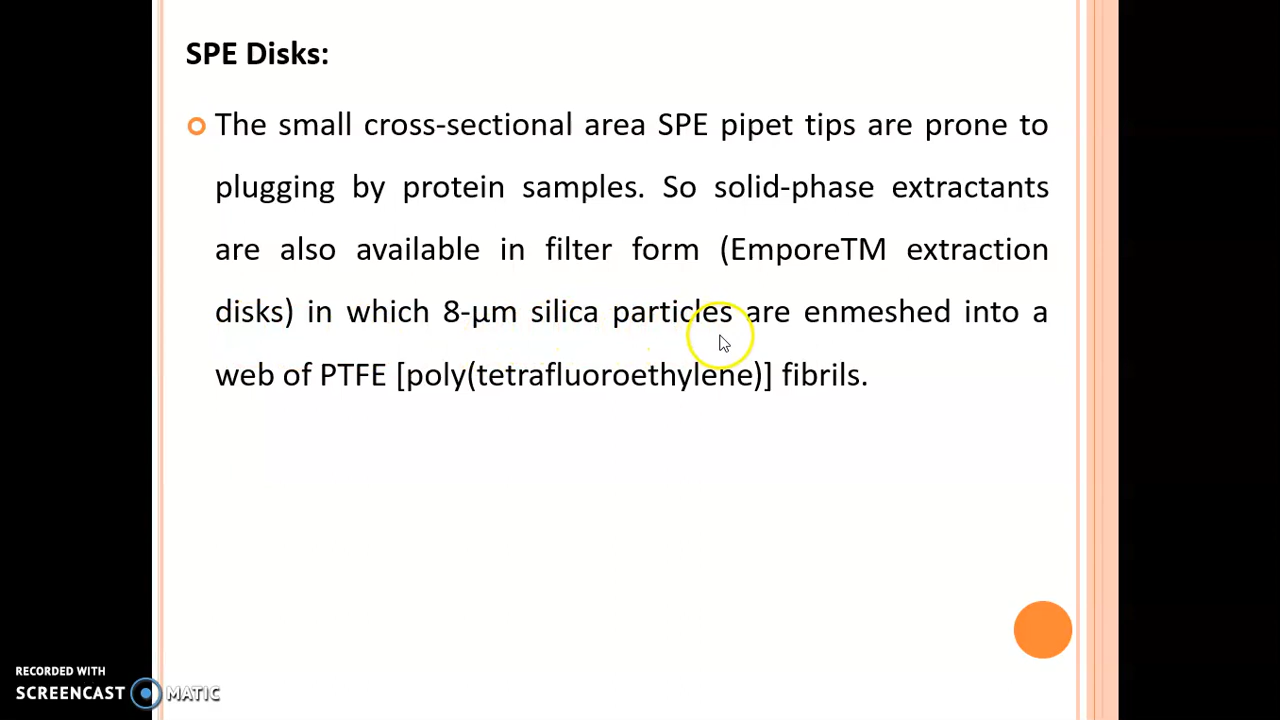 SPE Disks:
The small cross-sectional area SPE pipet tips are prone to
plugging by protein samples. So solid-phase extractants
are also available in filter form (EmporeTM extraction
disks) in which 8-µm silica particles are enmeshed into a
web of PTFE [poly(tetrafluoroethylene)] fibrils.
RECORDED WITH
SCREENCAST MATIC